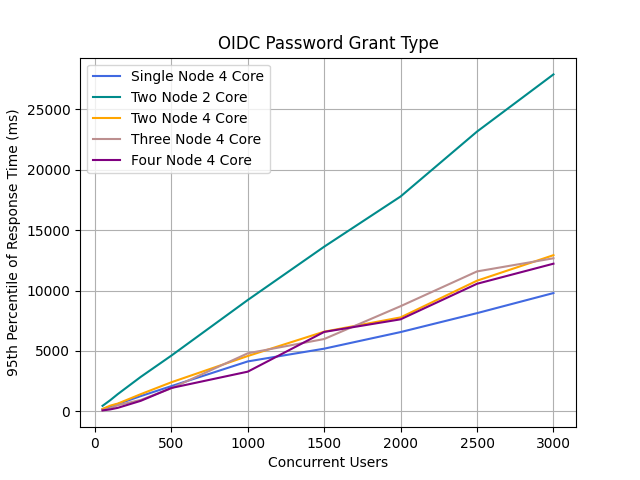 OIDC Password Grant Type
Single Node 4 Core
Two Node 2 Core
Two Node 4 Core
Three Node 4 Core
Four Node 4 Core
95th Percentile of Response Time (ms)
25000
20000
15000
10000
5000
0
0 500 1000 1500 2000 2500 3000
Concurrent Users